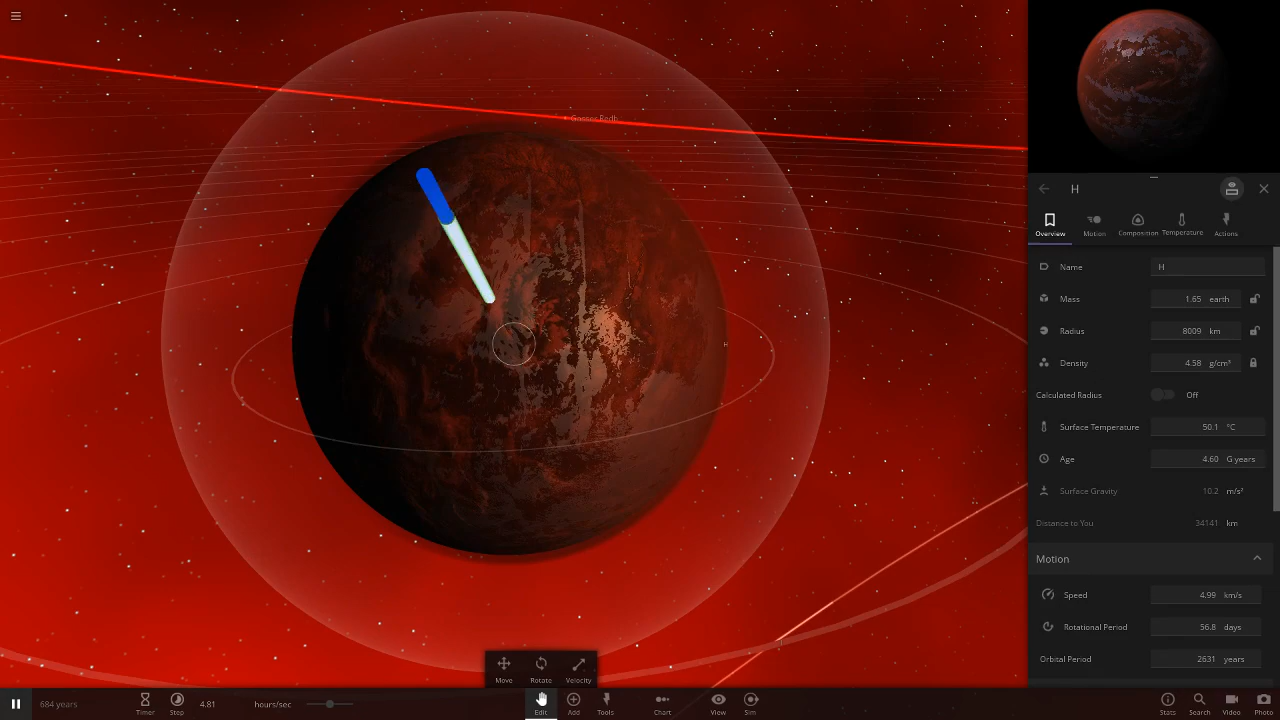 Gosser Redh
H
H
Overview
Motion
Composition
Temperature
Actions
Name H
Mass 1.65 earth
Radius 8009 km
Density 4.58 g/cm³
Calculated Radius Off
Surface Temperature 50.1 °C
Age 4.60 G years
Surface Gravity 10.2 m/s²
Distance to You 34141 km
Motion
Speed 4.99 km/s
Rotational Period 56.8 days
Orbital Period 2631 years
Move
Rotate
Velocity
684 years
Timer
Step
4.81 hours/sec
Edit
Add
Tools
Chart
View
Sim
Stats
Search
Video
Photo